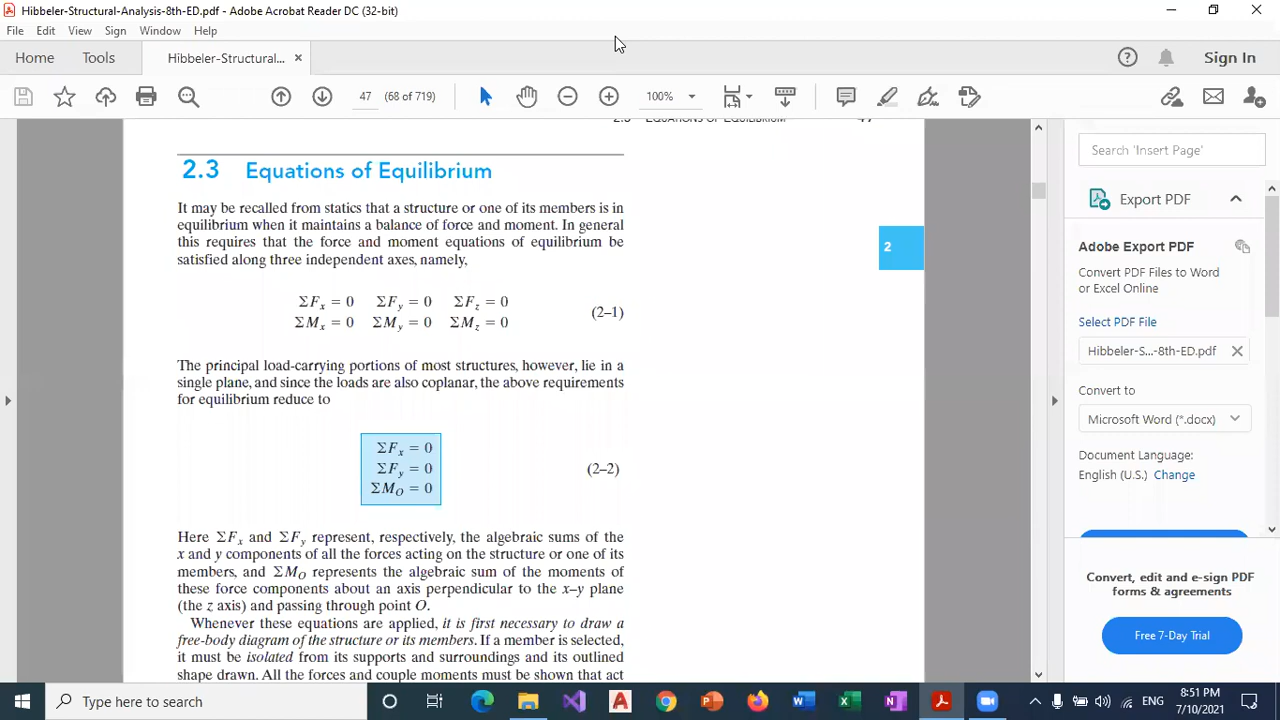 Hibbeler-Structural-Analysis-8th-ED.pdf - Adobe Acrobat Reader DC (32-bit)
File Edit View Sign Window Help
Home Tools Hibbeler-Structural... × Sign In
47 (68 of 719) 100%
2.3 EQUATIONS OF EQUILIBRIUM 47
2.3 Equations of Equilibrium
It may be recalled from statics that a structure or one of its members is in
equilibrium when it maintains a balance of force and moment. In general
this requires that the force and moment equations of equilibrium be
satisfied along three independent axes, namely,
ΣFx = 0 ΣFy = 0 ΣFz = 0
ΣMx = 0 ΣMy = 0 ΣMz = 0
(2–1)
The principal load-carrying portions of most structures, however, lie in a
single plane, and since the loads are also coplanar, the above requirements
for equilibrium reduce to
ΣFx = 0
ΣFy = 0
ΣMO = 0
(2–2)
Here ΣFx and ΣFy represent, respectively, the algebraic sums of the
x and y components of all the forces acting on the structure or one of its
members, and ΣMO represents the algebraic sum of the moments of
these force components about an axis perpendicular to the x–y plane
(the z axis) and passing through point O.
Whenever these equations are applied, it is first necessary to draw a
free-body diagram of the structure or its members. If a member is selected,
it must be isolated from its supports and surroundings and its outlined
shape drawn. All the forces and couple moments must be shown that act
2
Search 'Insert Page'
Export PDF
Adobe Export PDF
Convert PDF Files to Word
or Excel Online
Select PDF File
Hibbeler-S...-8th-ED.pdf ×
Convert to
Microsoft Word (*.docx)
Document Language:
English (U.S.) Change
Convert, edit and e-sign PDF
forms & agreements
Free 7-Day Trial
Type here to search
ENG
8:51 PM
7/10/2021